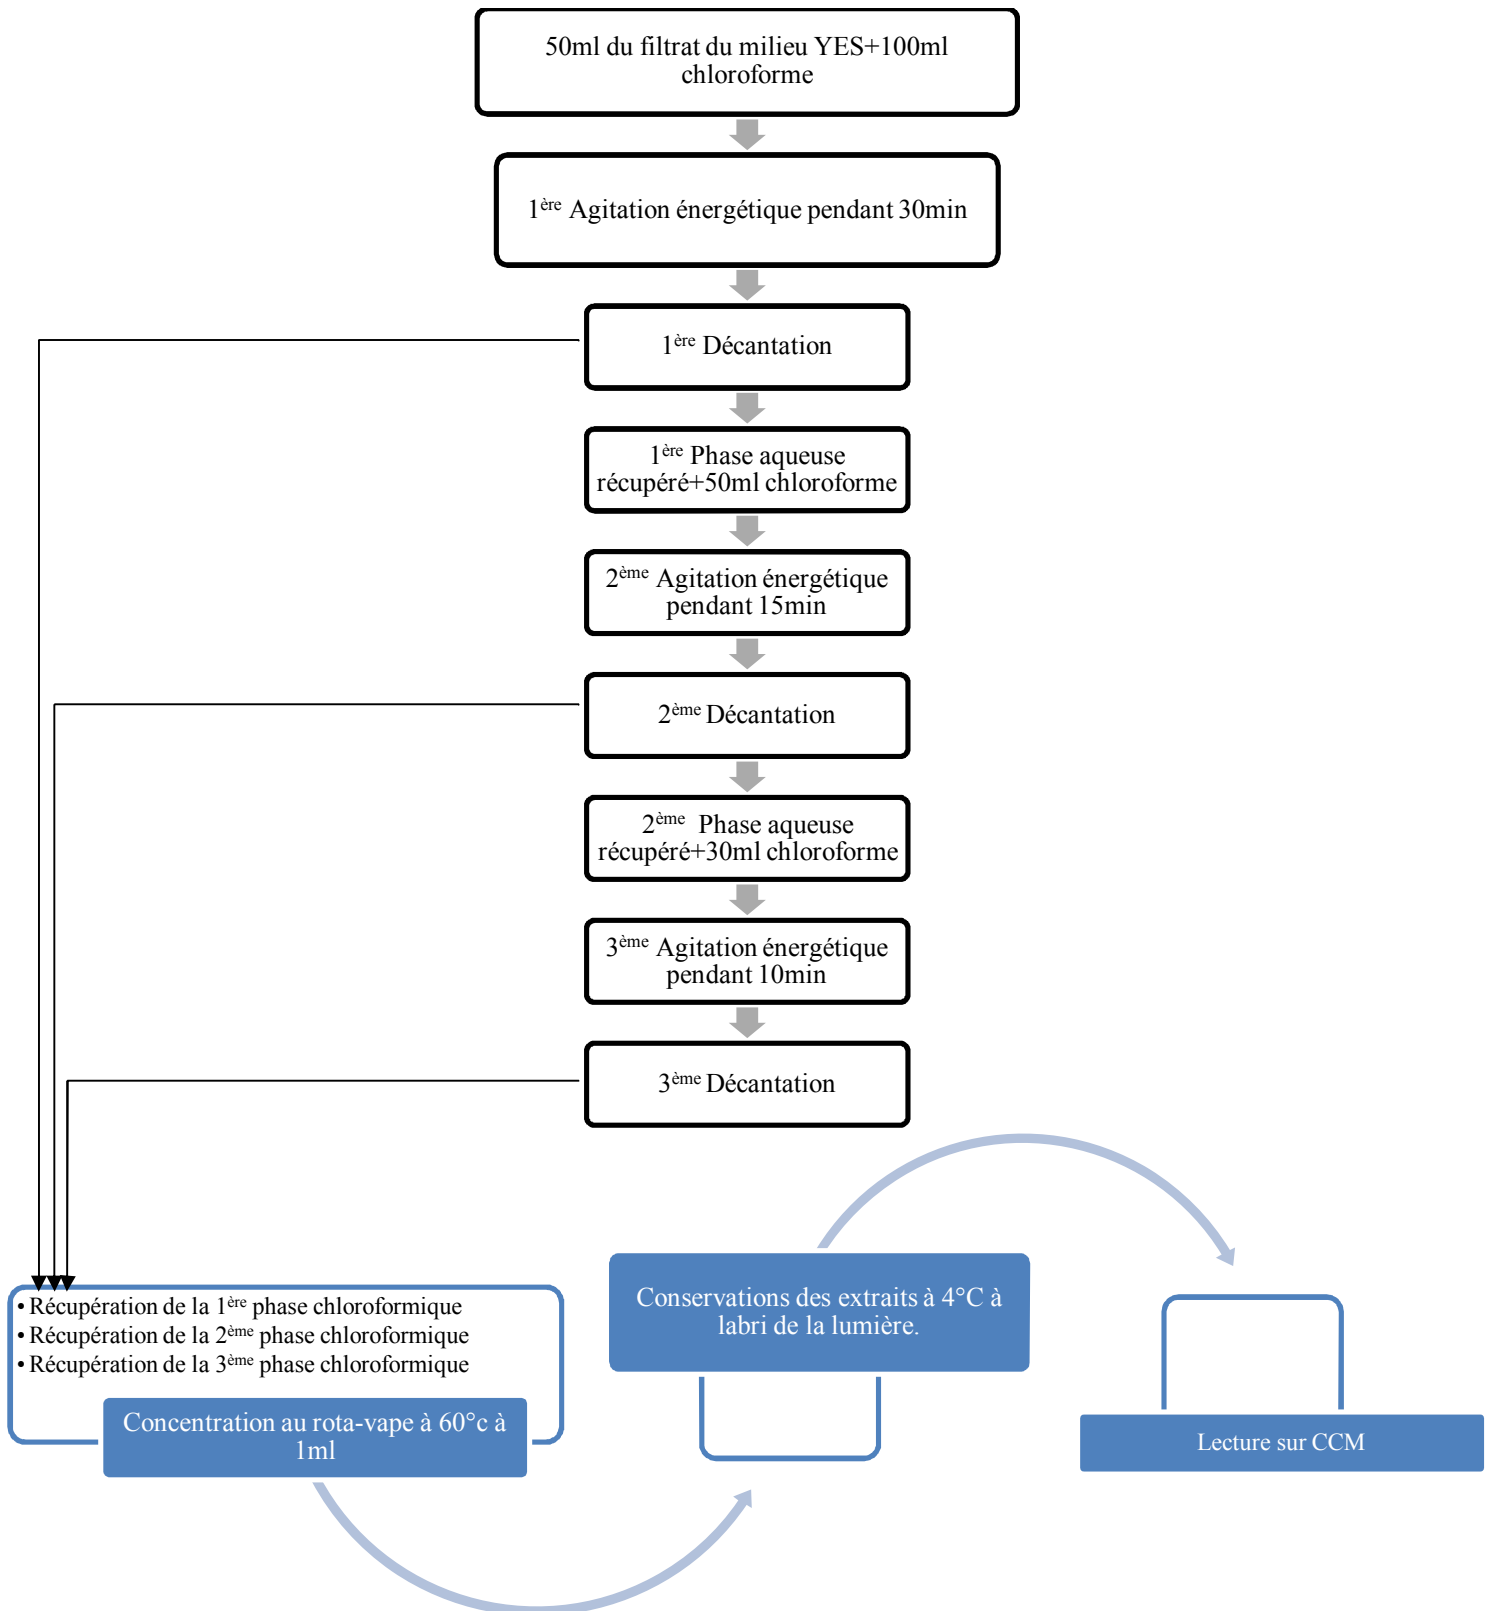 50ml du filtrat du milieu YES+100ml
chloroforme
1ère Agitation énergétique pendant 30min
1ère Décantation
1ère Phase aqueuse
récupéré+50ml chloroforme
2ème Agitation énergétique
pendant 15min
2ème Décantation
2ème Phase aqueuse
récupéré+30ml chloroforme
3ème Agitation énergétique
pendant 10min
3ème Décantation
• Récupération de la 1ère phase chloroformique
• Récupération de la 2ème phase chloroformique
• Récupération de la 3ème phase chloroformique
Concentration au rota-vape à 60°c à
1ml
Conservations des extraits à 4°C à
labri de la lumière.
Lecture sur CCM